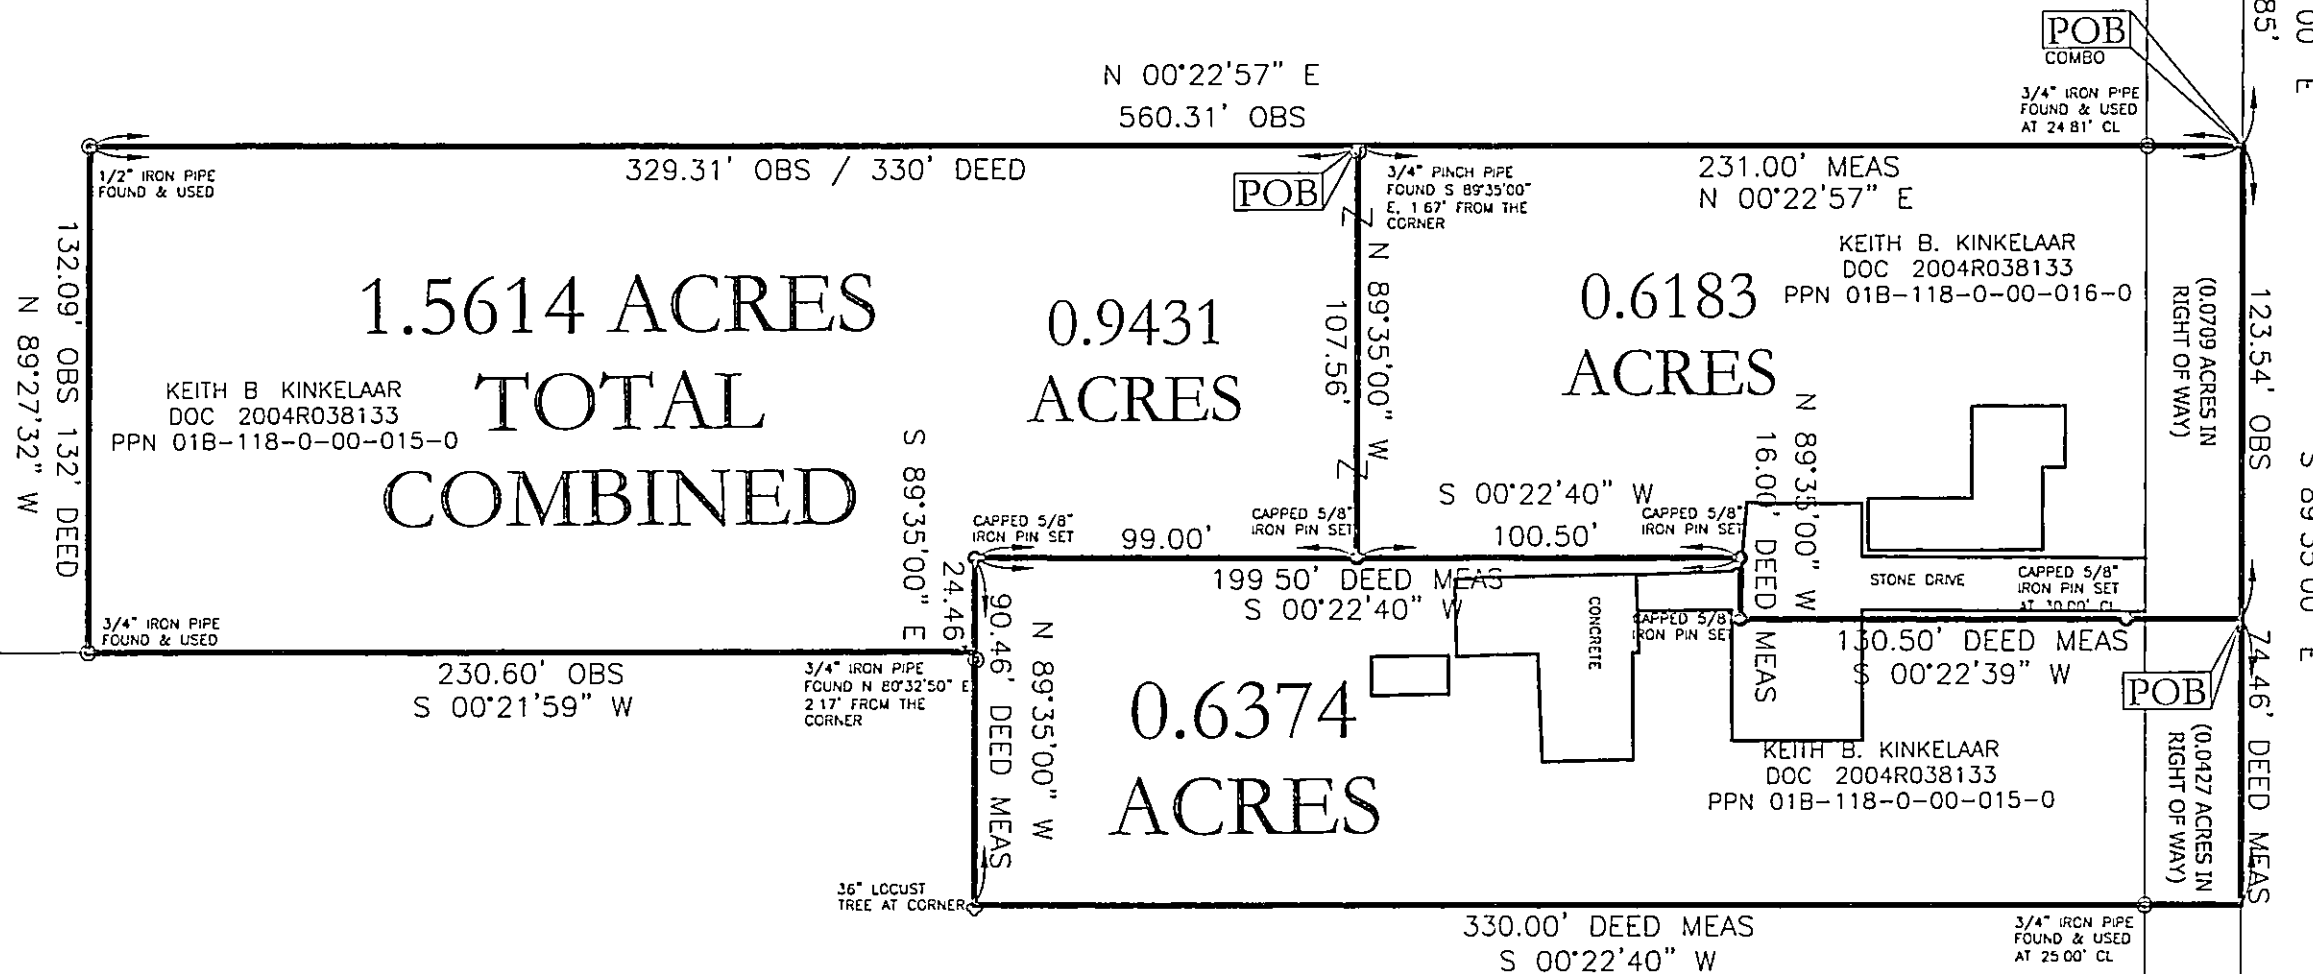 N 00°22'57" E
560.31' OBS
POB
COMBO
85'
00 E
3/4" IRON PIPE
FOUND & USED
AT 24 81' CL
1/2" IRON PIPE
FOUND & USED
329.31' OBS / 330' DEED
POB
3/4" PINCH PIPE
FOUND S 89°35'00"
E, 1 67' FROM THE
CORNER
231.00' MEAS
N 00°22'57" E
KEITH B. KINKELAAR
DOC 2004R038133
PPN 01B-118-0-00-016-0
132.09' OBS 132' DEED
N 89°27'32" W
1.5614 ACRES
TOTAL
COMBINED
KEITH B KINKELAAR
DOC 2004R038133
PPN 01B-118-0-00-015-0
0.9431
ACRES
N 89°35'00" W
107.56'
0.6183
ACRES
(0.0709 ACRES IN
RIGHT OF WAY)
123.54' OBS
S 89°35'00" E
S 89°35'00" E
24.46'
CAPPED 5/8"
IRON PIN SET
99.00'
CAPPED 5/8"
IRON PIN SET
S 00°22'40" W
100.50'
CAPPED 5/8"
IRON PIN SET
N 89°35'00" W
16.00' DEED MEAS
199 50' DEED MEAS
S 00°22'40" W
CONCRETE
STONE DRIVE
CAPPED 5/8"
IRON PIN SET
AT 30.00' CL
CAPPED 5/8"
IRON PIN SET
130.50' DEED MEAS
S 00°22'39" W
POB
74.46' DEED MEAS
(0.0427 ACRES IN
RIGHT OF WAY)
3/4" IRON PIPE
FOUND & USED
230.60' OBS
S 00°21'59" W
3/4" IRON PIPE
FOUND N 80°32'50" E
2 17' FROM THE
CORNER
N 89°35'00" W
90.46' DEED MEAS
0.6374
ACRES
KEITH B. KINKELAAR
DOC 2004R038133
PPN 01B-118-0-00-015-0
36" LOCUST
TREE AT CORNER
330.00' DEED MEAS
S 00°22'40" W
3/4" IRON PIPE
FOUND & USED
AT 25 00' CL